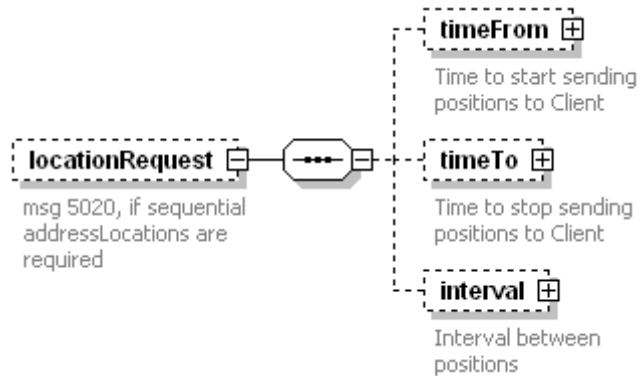 timeFrom
Time to start sending
positions to Client
locationRequest
msg 5020, if sequential
addressLocations are
required
timeTo
Time to stop sending
positions to Client
interval
Interval between
positions